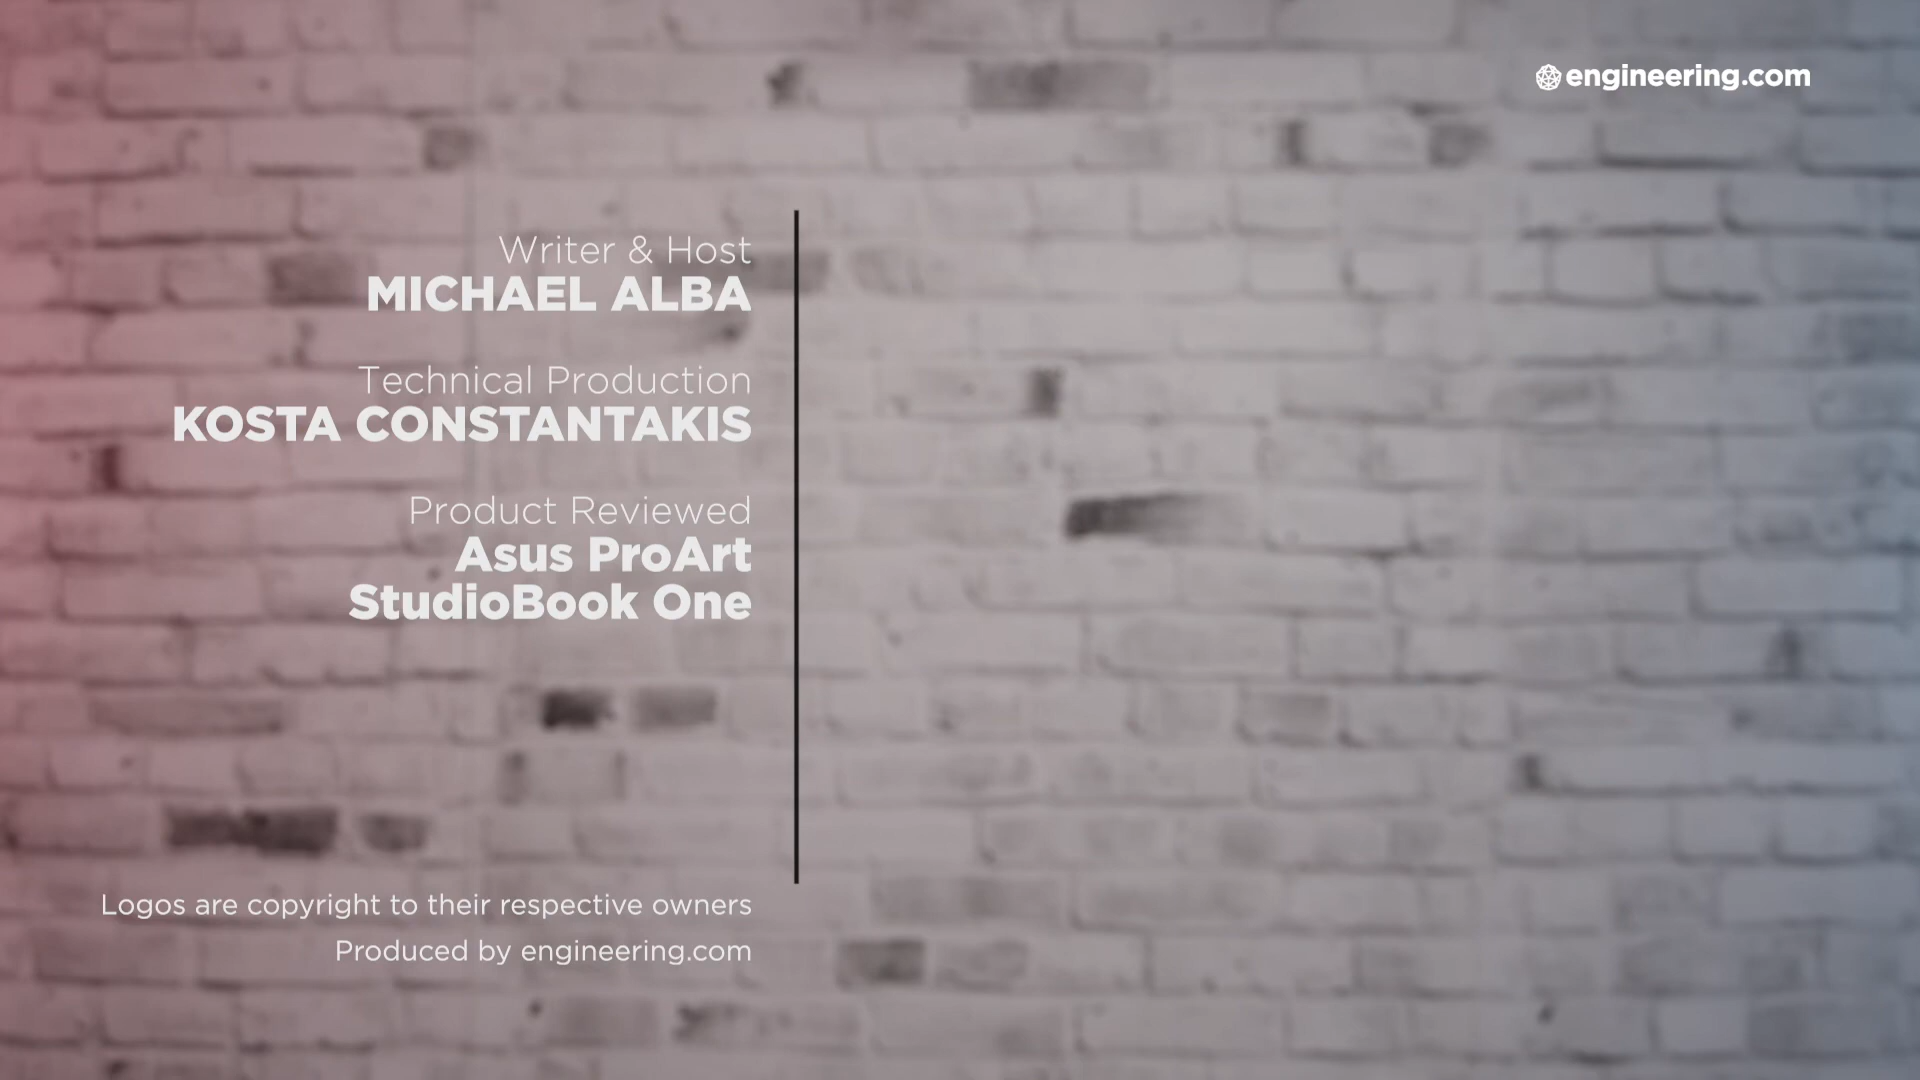 engineering.com
Writer & Host
MICHAEL ALBA
Technical Production
KOSTA CONSTANTAKIS
Product Reviewed
Asus ProArt
StudioBook One
Logos are copyright to their respective owners
Produced by engineering.com